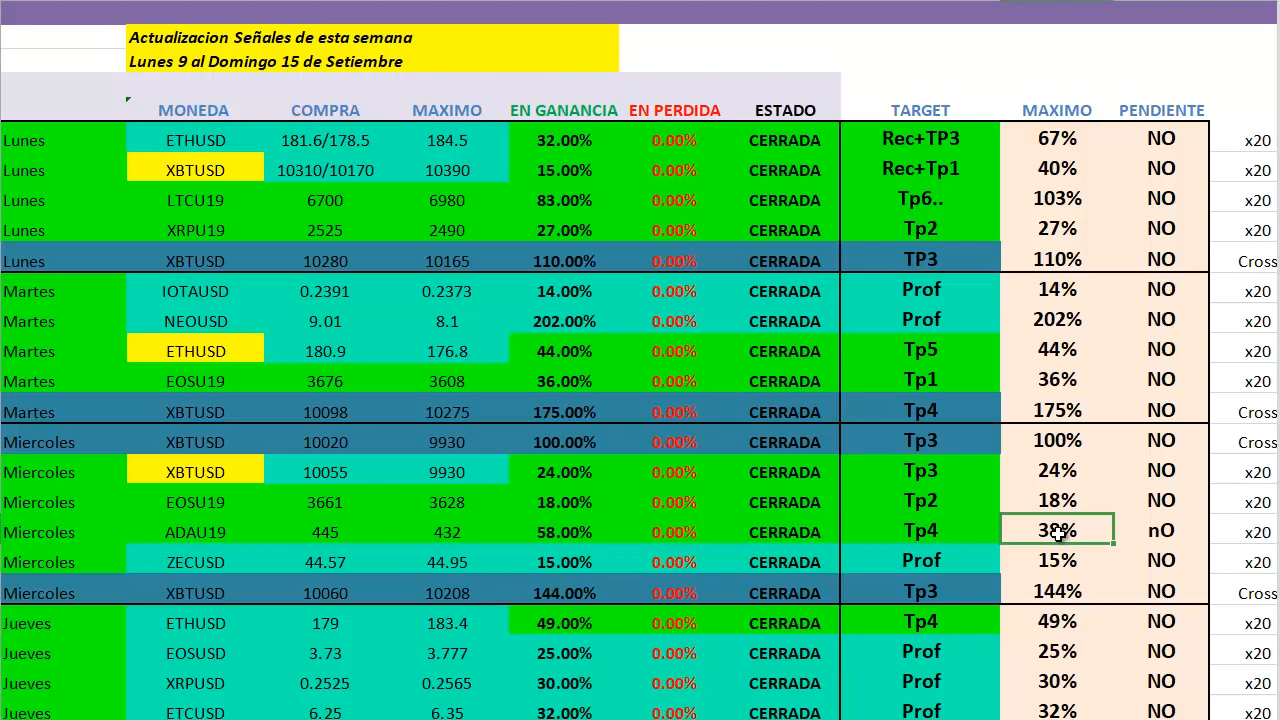 Actualizacion Señales de esta semana
Lunes 9 al Domingo 15 de Setiembre
MONEDA COMPRA MAXIMO EN GANANCIA EN PERDIDA ESTADO TARGET MAXIMO PENDIENTE
Lunes ETHUSD 181.6/178.5 184.5 32.00% 0.00% CERRADA Rec+TP3 67% NO x20
Lunes XBTUSD 10310/10170 10390 15.00% 0.00% CERRADA Rec+Tp1 40% NO x20
Lunes LTCU19 6700 6980 83.00% 0.00% CERRADA Tp6.. 103% NO x20
Lunes XRPU19 2525 2490 27.00% 0.00% CERRADA Tp2 27% NO x20
Lunes XBTUSD 10280 10165 110.00% 0.00% CERRADA TP3 110% NO Cross
Martes IOTAUSD 0.2391 0.2373 14.00% 0.00% CERRADA Prof 14% NO x20
Martes NEOUSD 9.01 8.1 202.00% 0.00% CERRADA Prof 202% NO x20
Martes ETHUSD 180.9 176.8 44.00% 0.00% CERRADA Tp5 44% NO x20
Martes EOSU19 3676 3608 36.00% 0.00% CERRADA Tp1 36% NO x20
Martes XBTUSD 10098 10275 175.00% 0.00% CERRADA Tp4 175% NO Cross
Miercoles XBTUSD 10020 9930 100.00% 0.00% CERRADA Tp3 100% NO Cross
Miercoles XBTUSD 10055 9930 24.00% 0.00% CERRADA Tp3 24% NO x20
Miercoles EOSU19 3661 3628 18.00% 0.00% CERRADA Tp2 18% NO x20
Miercoles ADAU19 445 432 58.00% 0.00% CERRADA Tp4 nO x20
Miercoles ZECUSD 44.57 44.95 15.00% 0.00% CERRADA Prof 15% NO x20
Miercoles XBTUSD 10060 10208 144.00% 0.00% CERRADA Tp3 144% NO Cross
Jueves ETHUSD 179 183.4 49.00% 0.00% CERRADA Tp4 49% NO x20
Jueves EOSUSD 3.73 3.777 25.00% 0.00% CERRADA Prof 25% NO x20
Jueves XRPUSD 0.2525 0.2565 30.00% 0.00% CERRADA Prof 30% NO x20
Jueves ETCUSD 6.25 6.35 32.00% 0.00% CERRADA Prof 32% NO x20